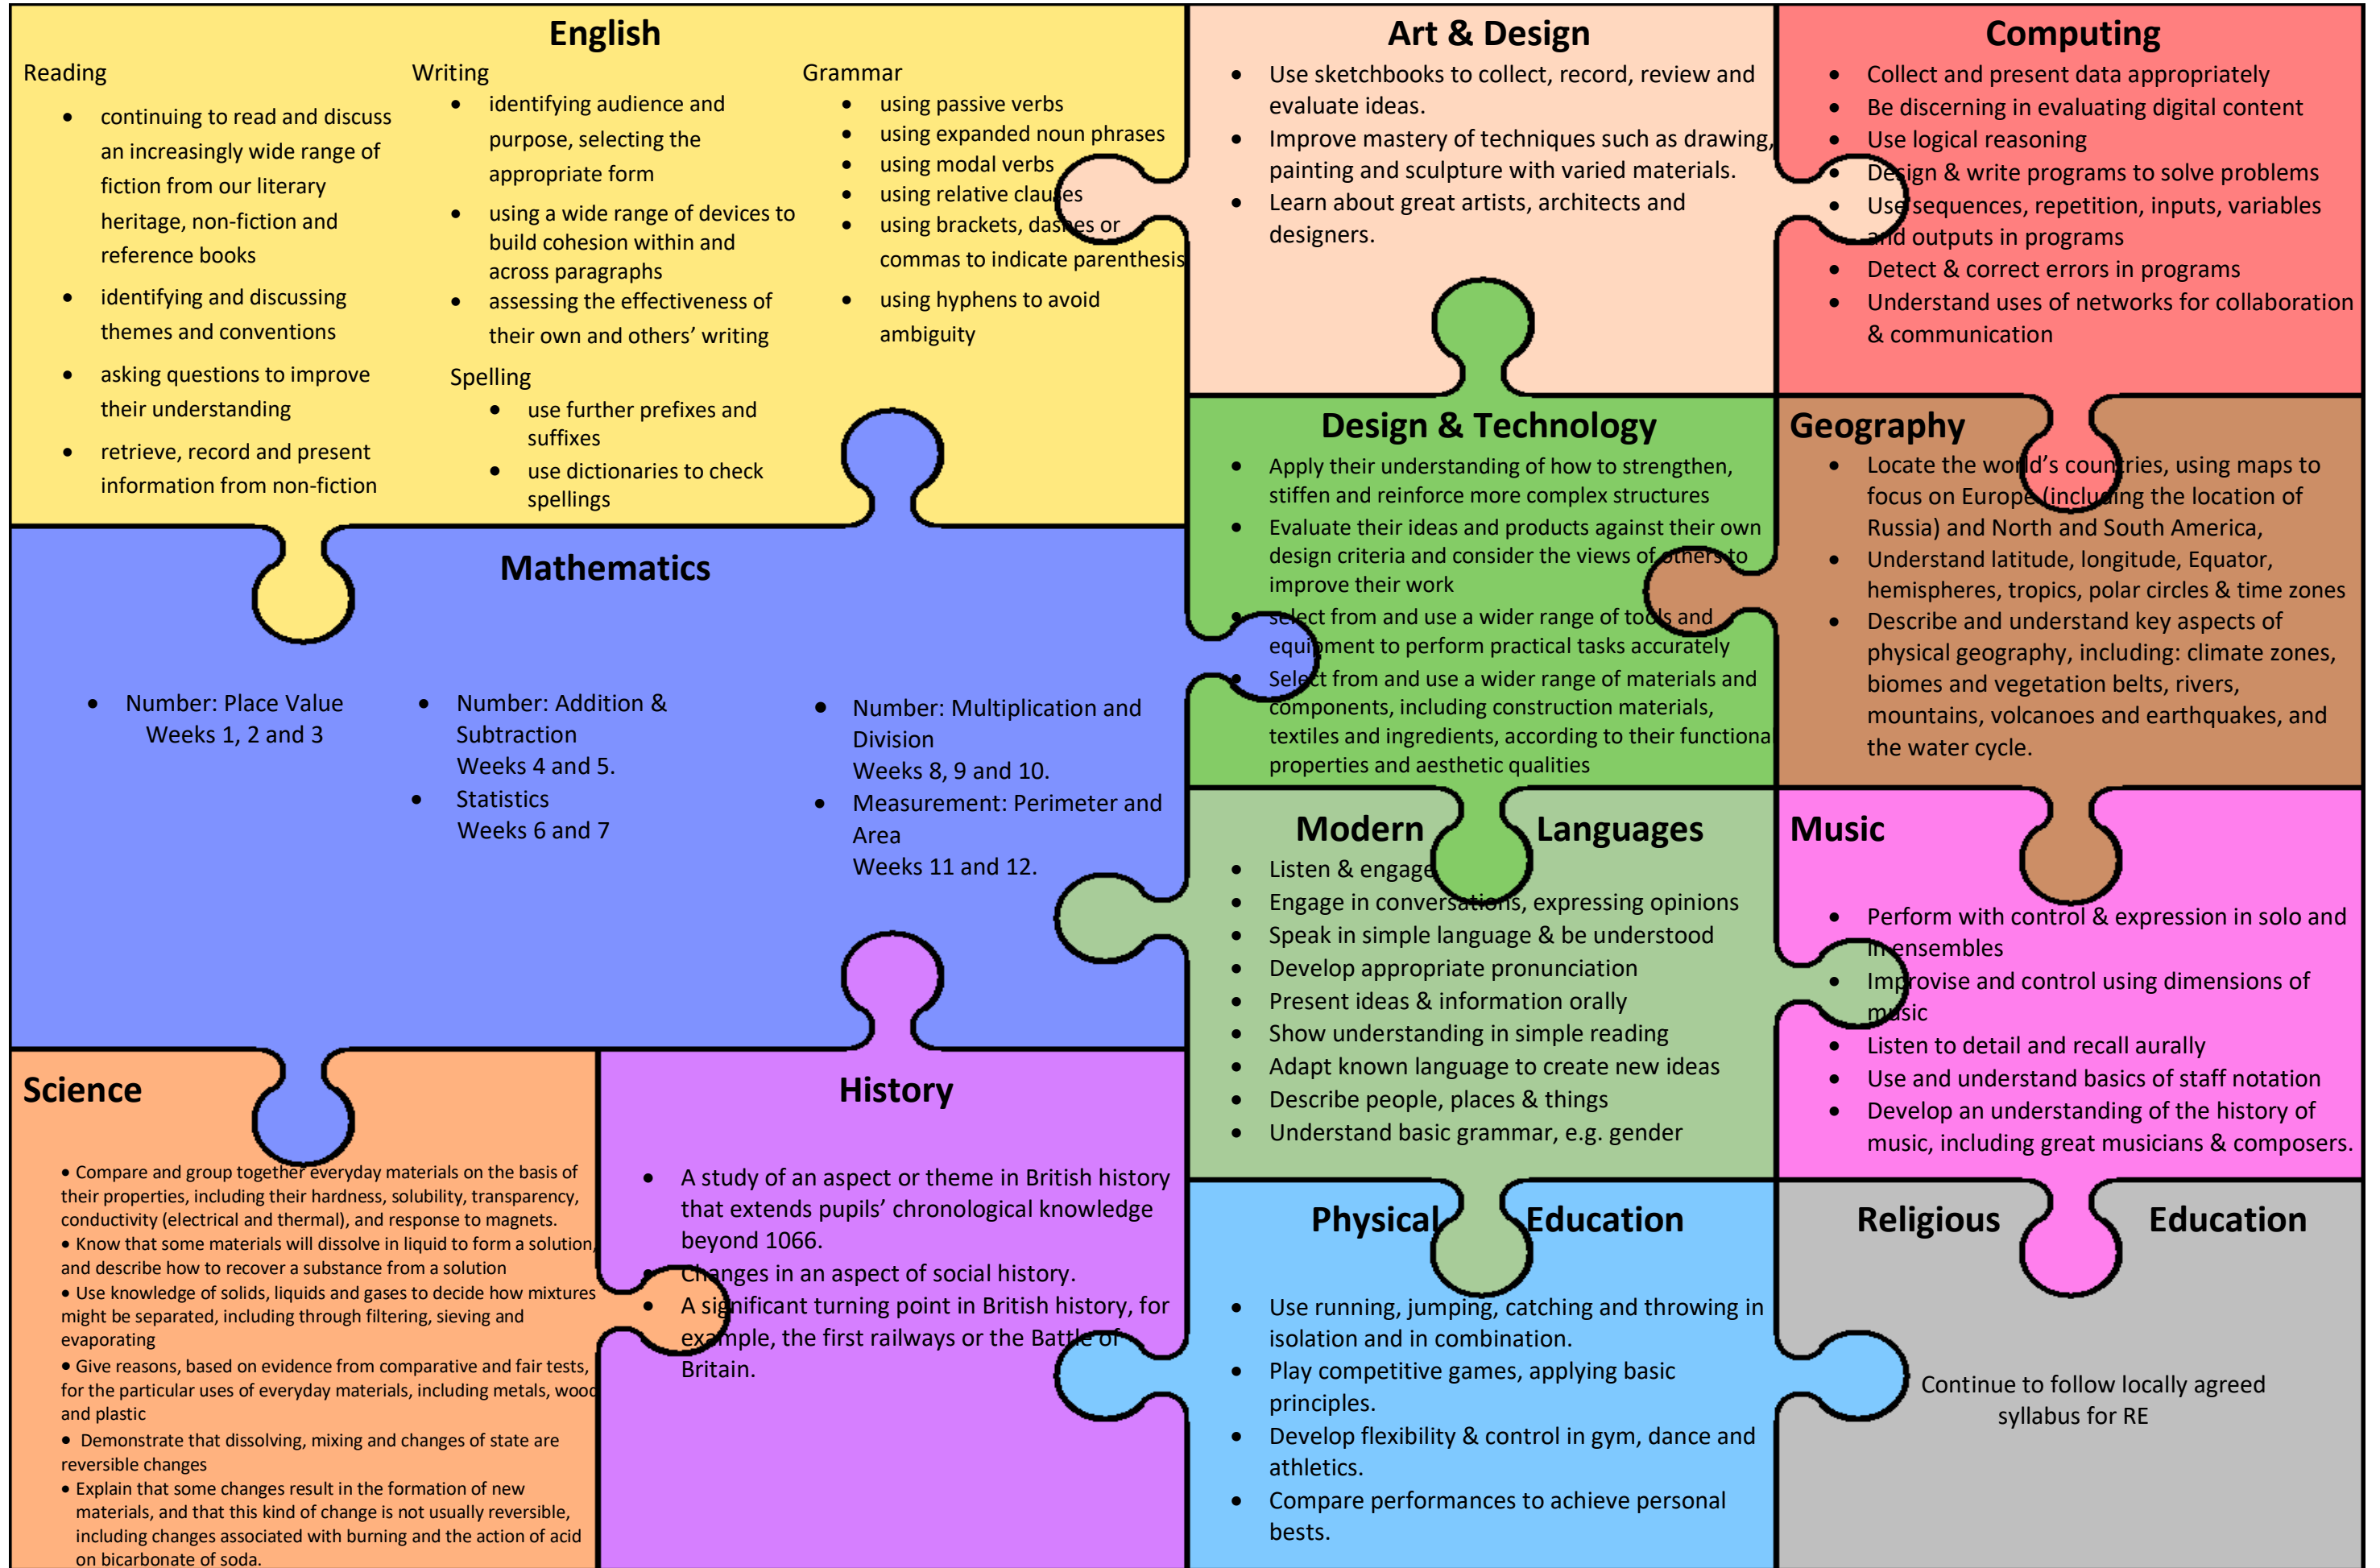 English
Reading
• continuing to read and discuss
an increasingly wide range of
fiction from our literary
heritage, non-fiction and
reference books
• identifying and discussing
themes and conventions
• asking questions to improve
their understanding
• retrieve, record and present
information from non-fiction
Writing
• identifying audience and
purpose, selecting the
appropriate form
• using a wide range of devices to
build cohesion within and
across paragraphs
• assessing the effectiveness of
their own and others’ writing
Spelling
• use further prefixes and
suffixes
• use dictionaries to check
spellings
Grammar
• using passive verbs
• using expanded noun phrases
• using modal verbs
• using relative clauses
• using brackets, dashes or
commas to indicate parenthesis
• using hyphens to avoid
ambiguity
Art & Design
• Use sketchbooks to collect, record, review and
evaluate ideas.
• Improve mastery of techniques such as drawing,
painting and sculpture with varied materials.
• Learn about great artists, architects and
designers.
Computing
• Collect and present data appropriately
• Be discerning in evaluating digital content
• Use logical reasoning
• Design & write programs to solve problems
• Use sequences, repetition, inputs, variables
and outputs in programs
• Detect & correct errors in programs
• Understand uses of networks for collaboration
& communication
Mathematics
• Number: Place Value
Weeks 1, 2 and 3
• Number: Addition &
Subtraction
Weeks 4 and 5.
• Statistics
Weeks 6 and 7
• Number: Multiplication and
Division
Weeks 8, 9 and 10.
• Measurement: Perimeter and
Area
Weeks 11 and 12.
Design & Technology
• Apply their understanding of how to strengthen,
stiffen and reinforce more complex structures
• Evaluate their ideas and products against their own
design criteria and consider the views of others to
improve their work
• select from and use a wider range of tools and
equipment to perform practical tasks accurately
• Select from and use a wider range of materials and
components, including construction materials,
textiles and ingredients, according to their functiona
properties and aesthetic qualities
Geography
• Locate the world’s countries, using maps to
focus on Europe (including the location of
Russia) and North and South America,
• Understand latitude, longitude, Equator,
hemispheres, tropics, polar circles & time zones
• Describe and understand key aspects of
physical geography, including: climate zones,
biomes and vegetation belts, rivers,
mountains, volcanoes and earthquakes, and
the water cycle.
Modern Languages
• Listen & engage
• Engage in conversations, expressing opinions
• Speak in simple language & be understood
• Develop appropriate pronunciation
• Present ideas & information orally
• Show understanding in simple reading
• Adapt known language to create new ideas
• Describe people, places & things
• Understand basic grammar, e.g. gender
Music
• Perform with control & expression in solo and
in ensembles
• Improvise and control using dimensions of
music
• Listen to detail and recall aurally
• Use and understand basics of staff notation
• Develop an understanding of the history of
music, including great musicians & composers.
Science
• Compare and group together everyday materials on the basis of
their properties, including their hardness, solubility, transparency,
conductivity (electrical and thermal), and response to magnets.
• Know that some materials will dissolve in liquid to form a solution,
and describe how to recover a substance from a solution
• Use knowledge of solids, liquids and gases to decide how mixtures
might be separated, including through filtering, sieving and
evaporating
• Give reasons, based on evidence from comparative and fair tests,
for the particular uses of everyday materials, including metals, wood
and plastic
• Demonstrate that dissolving, mixing and changes of state are
reversible changes
• Explain that some changes result in the formation of new
materials, and that this kind of change is not usually reversible,
including changes associated with burning and the action of acid
on bicarbonate of soda.
History
• A study of an aspect or theme in British history
that extends pupils’ chronological knowledge
beyond 1066.
• Changes in an aspect of social history.
• A significant turning point in British history, for
example, the first railways or the Battle of
Britain.
Physical Education
• Use running, jumping, catching and throwing in
isolation and in combination.
• Play competitive games, applying basic
principles.
• Develop flexibility & control in gym, dance and
athletics.
• Compare performances to achieve personal
bests.
Religious Education
Continue to follow locally agreed
syllabus for RE